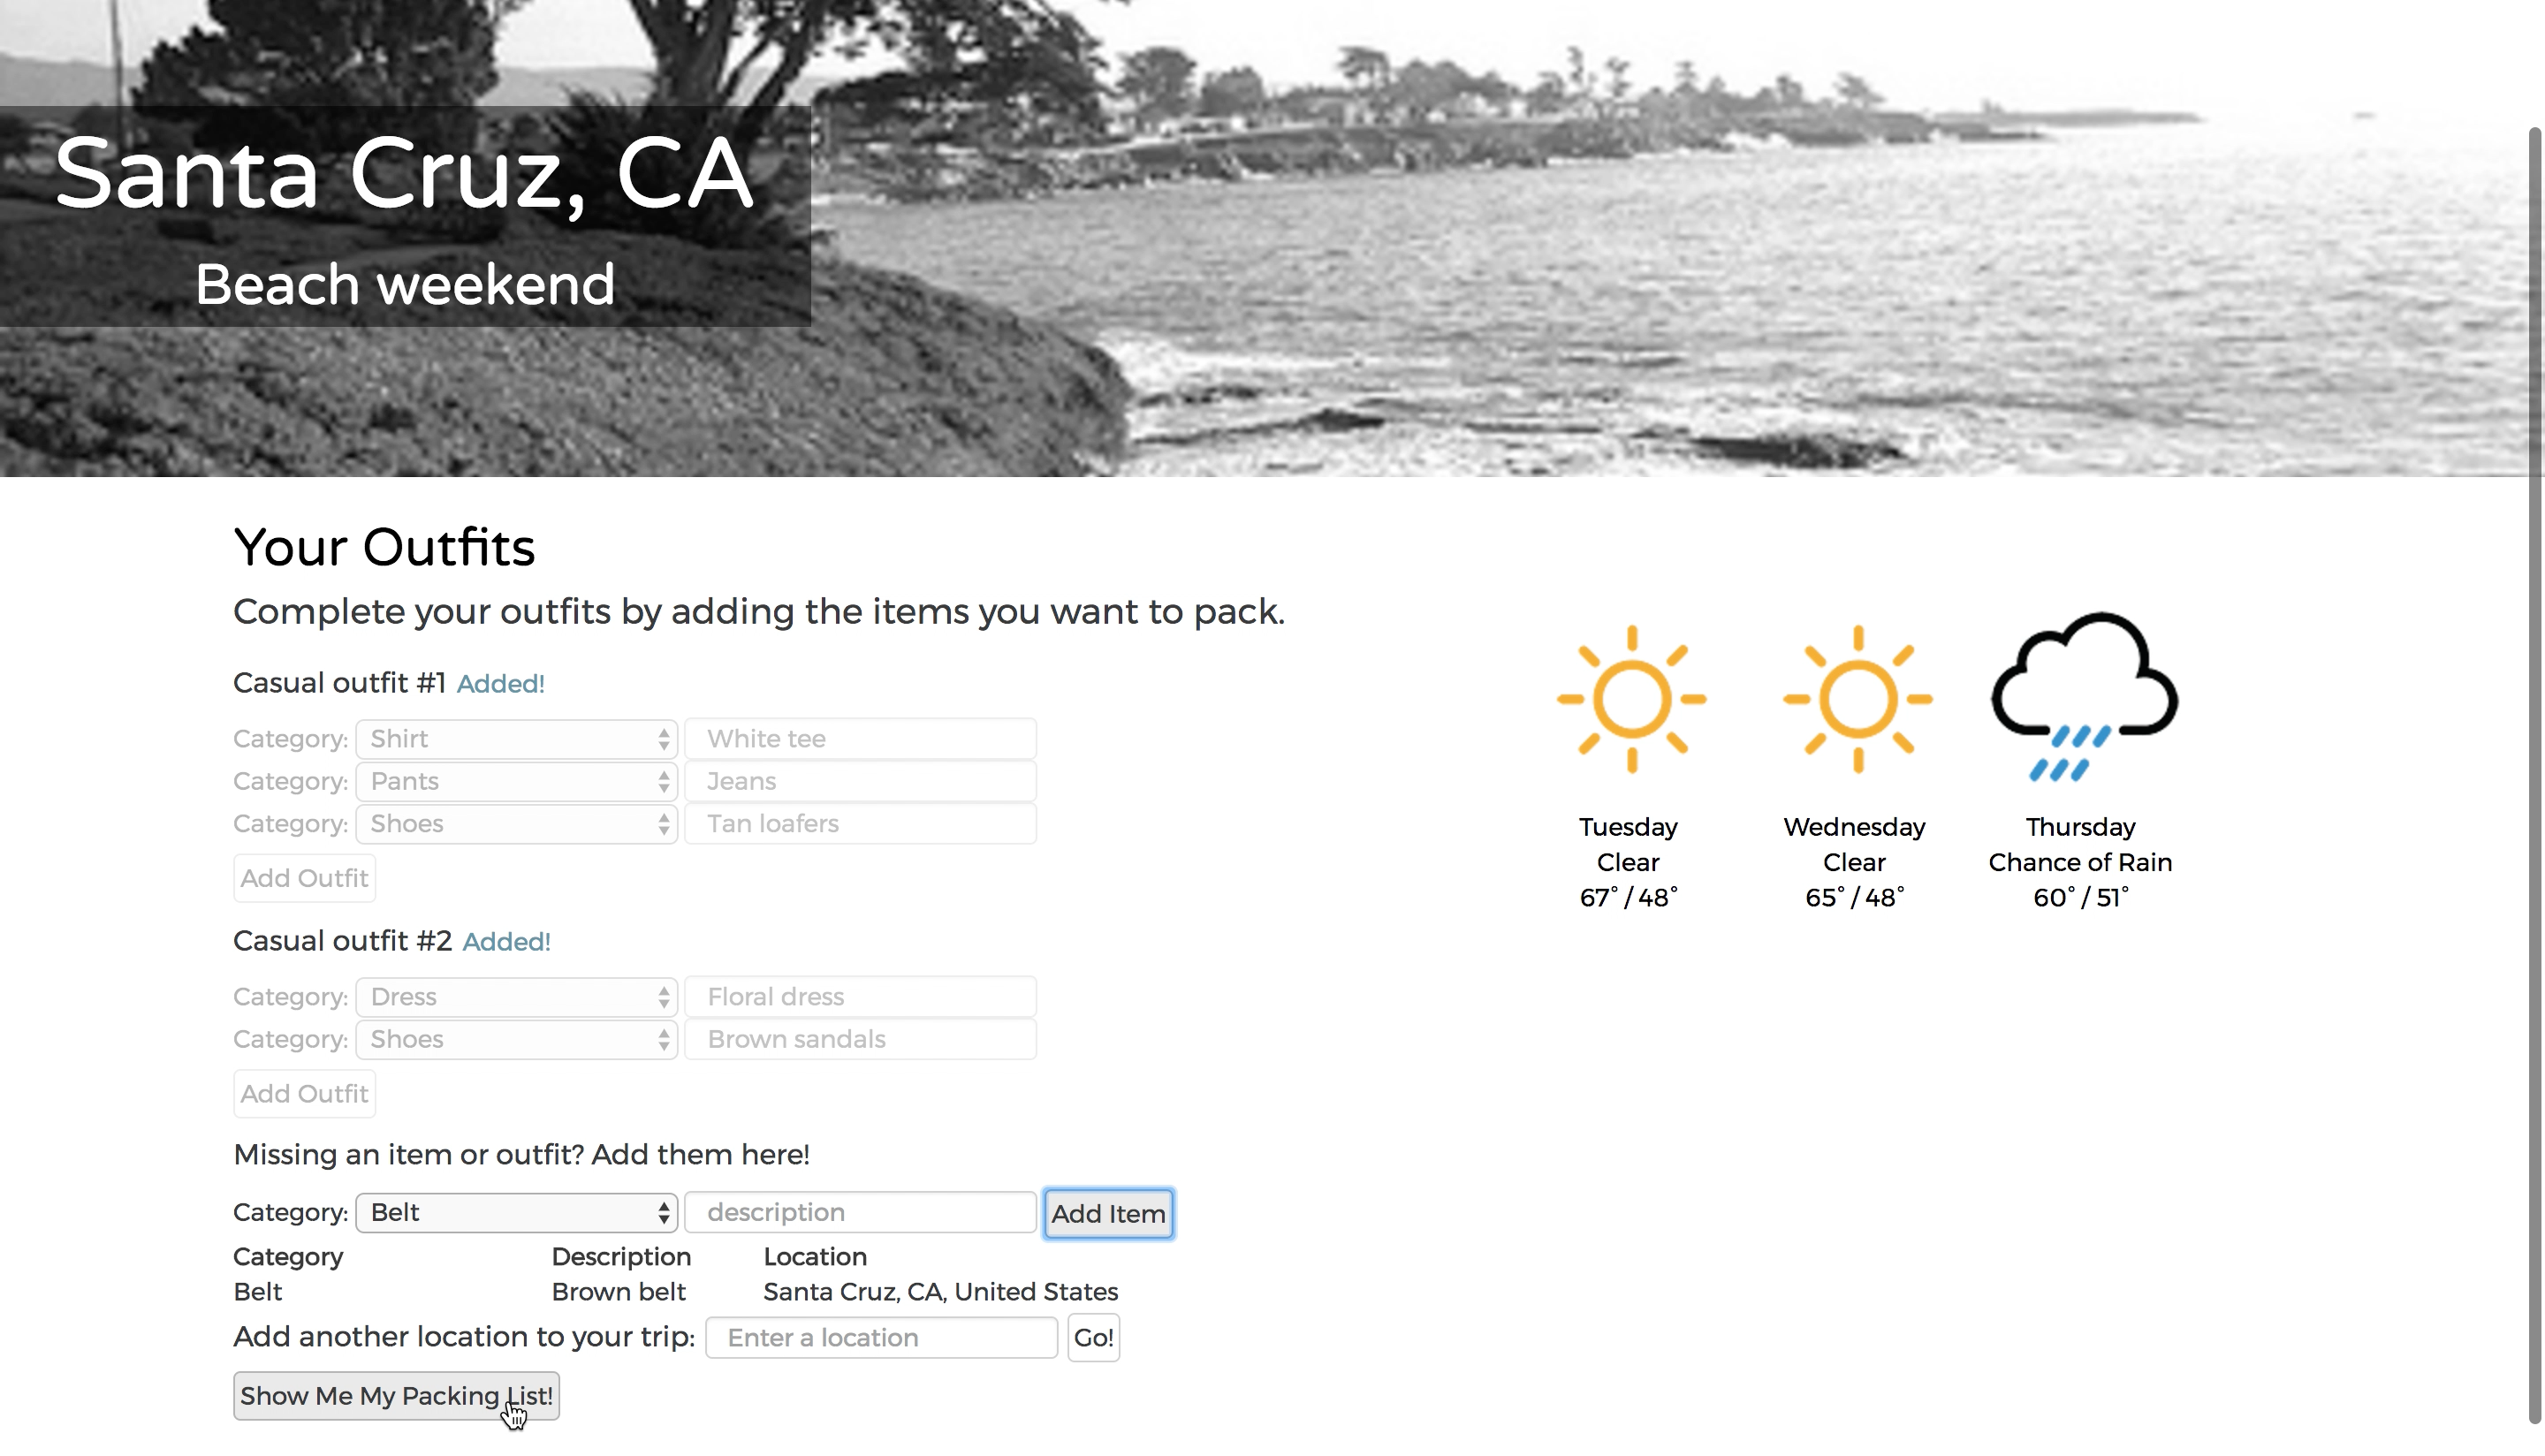 Santa Cruz, CA
Beach weekend
Your Outfits
Complete your outfits by adding the items you want to pack.
Casual outfit #1 Added!
Category: Shirt White tee
Category: Pants Jeans
Category: Shoes Tan loafers
Add Outfit
Casual outfit #2 Added!
Category: Dress Floral dress
Category: Shoes Brown sandals
Add Outfit
Missing an item or outfit? Add them here!
Category: Belt description Add Item
Category Description Location
Belt Brown belt Santa Cruz, CA, United States
Add another location to your trip: Enter a location Go!
Show Me My Packing List!
Tuesday
Clear
67° / 48°
Wednesday
Clear
65° / 48°
Thursday
Chance of Rain
60° / 51°